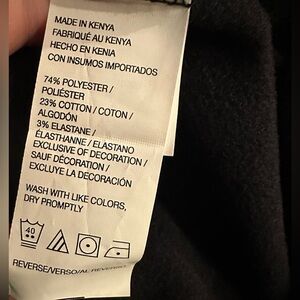 MADE IN KENYA
FABRIQUÉ AU KENYA
HECHO EN KENIA
CON INSUMOS IMPORTADOS
74% POLYESTER /
POLIÉSTER
23% COTTON / COTON /
ALGODÓN
3% ELASTANE /
ÉLASTHANNE / ELASTANO
EXCLUSIVE OF DECORATION /
SAUF DÉCORATION /
EXCLUYE LA DECORACIÓN
WASH WITH LIKE COLORS,
DRY PROMPTLY
40
REVERSE/VERSO/AL REVERSO